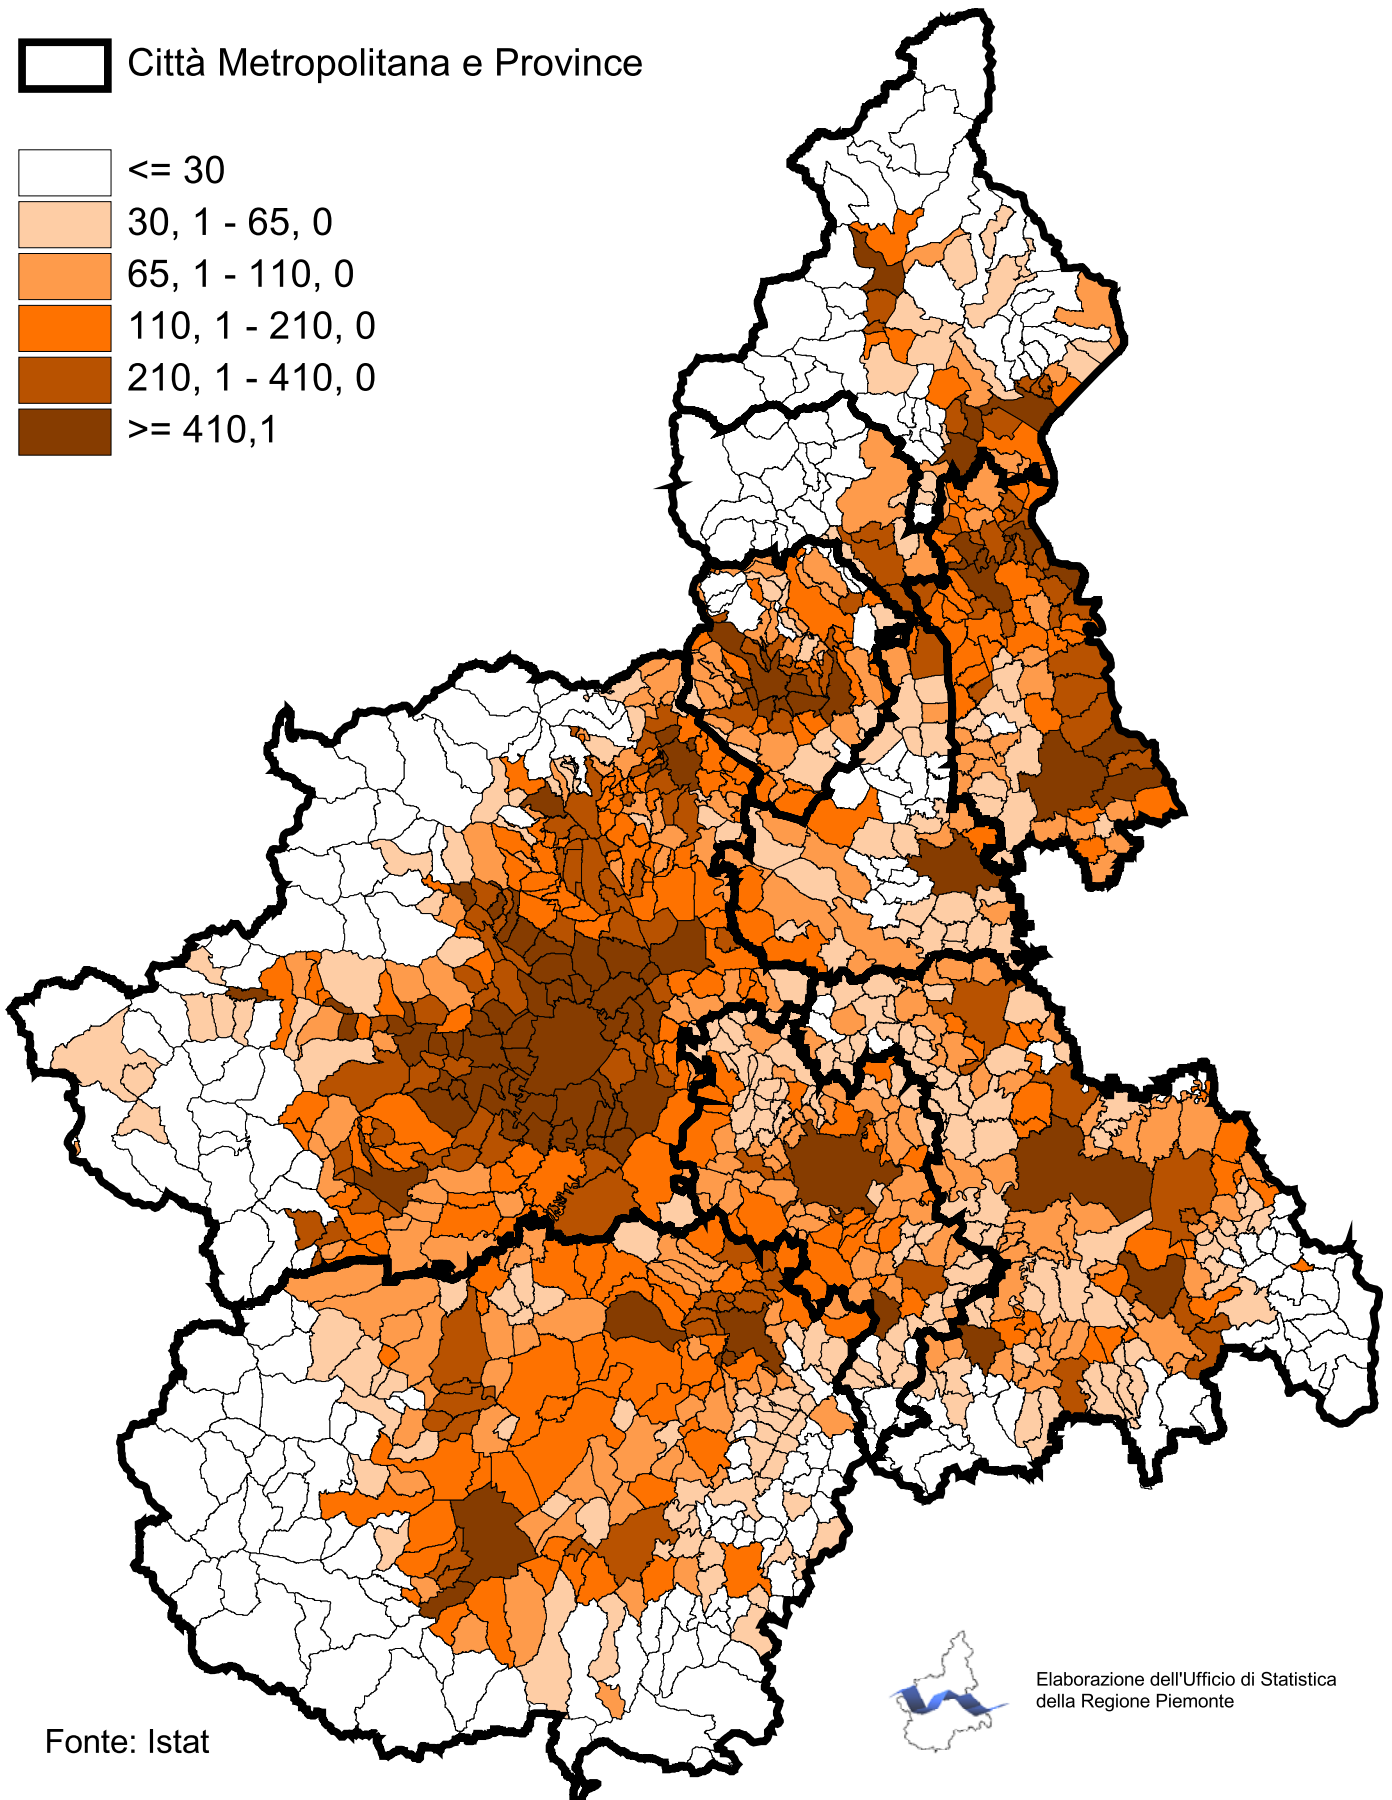 Città Metropolitana e Province
<= 30
30, 1 - 65, 0
65, 1 - 110, 0
110, 1 - 210, 0
210, 1 - 410, 0
>= 410,1
Elaborazione dell'Ufficio di Statistica
della Regione Piemonte
Fonte: Istat